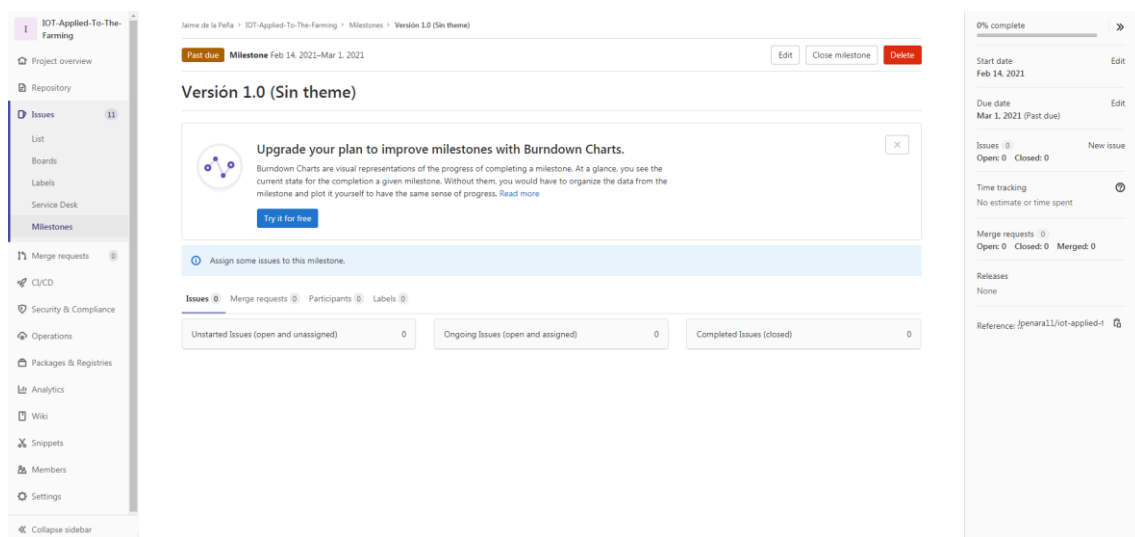 I
IOT-Applied-To-The-
Farming
Project overview
Repository
Issues 11
List
Boards
Labels
Service Desk
Milestones
Merge requests 0
CI/CD
Security & Compliance
Operations
Packages & Registries
Analytics
Wiki
Snippets
Members
Settings
Collapse sidebar
Jaime de la Peña > IOT-Applied-To-The-Farming > Milestones > Versión 1.0 (Sin theme)
Past due Milestone Feb 14, 2021–Mar 1, 2021 Edit Close milestone Delete
Versión 1.0 (Sin theme)
Upgrade your plan to improve milestones with Burndown Charts.
Burndown Charts are visual representations of the progress of completing a milestone. At a glance, you see the
current state for the completion a given milestone. Without them, you would have to organize the data from the
milestone and plot it yourself to have the same sense of progress. Read more
Try it for free
Assign some issues to this milestone.
Issues 0 Merge requests 0 Participants 0 Labels 0
Unstarted Issues (open and unassigned) 0 Ongoing Issues (open and assigned) 0 Completed Issues (closed) 0
0% complete
Start date Edit
Feb 14, 2021
Due date Edit
Mar 1, 2021 (Past due)
Issues 0 New issue
Open: 0 Closed: 0
Time tracking
No estimate or time spent
Merge requests 0
Open: 0 Closed: 0 Merged: 0
Releases
None
Reference: penara11/iot-applied-t